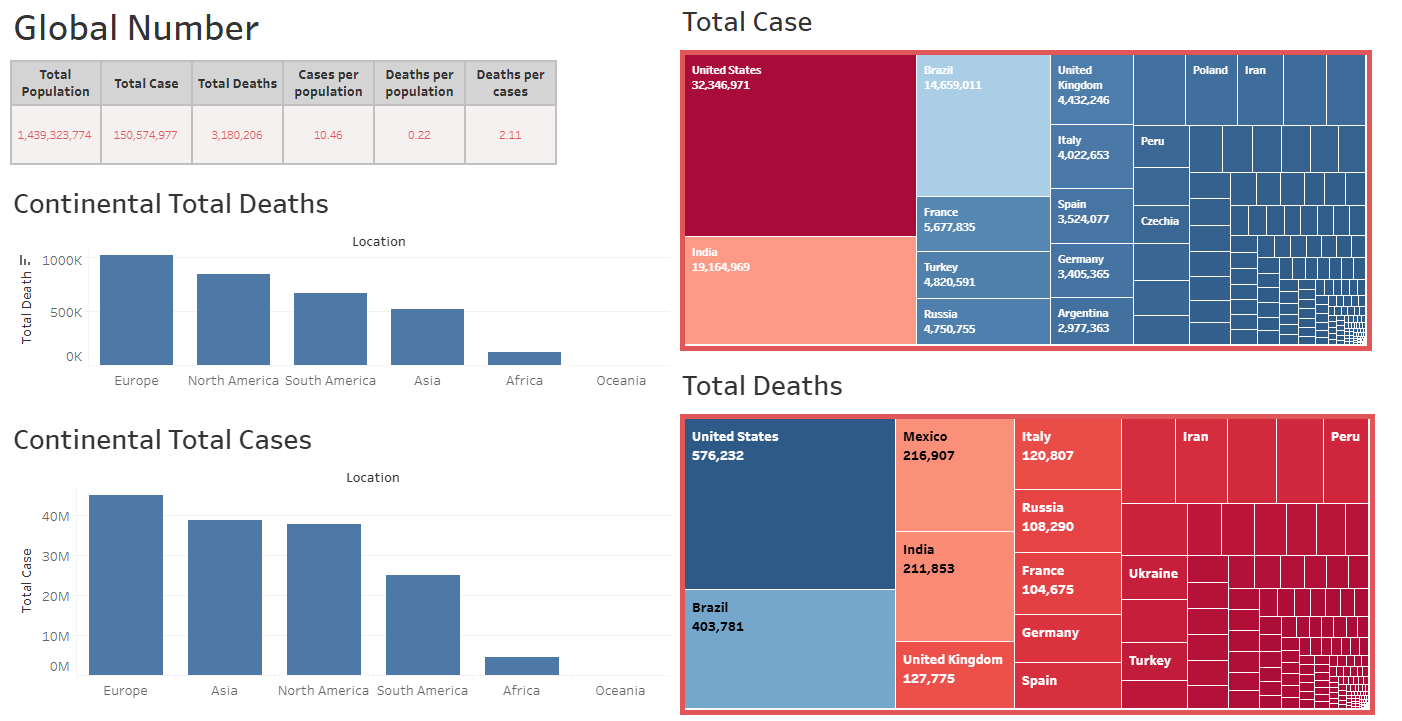 Global Number
Total Population
Total Case
Total Deaths
Cases per population
Deaths per population
Deaths per cases
1,439,323,774
150,574,977
3,180,206
10.46
0.22
2.11
Continental Total Deaths
Location
Total Death
1000K
500K
0K
Europe
North America
South America
Asia
Africa
Oceania
Continental Total Cases
Location
Total Case
40M
30M
20M
10M
0M
Europe
Asia
North America
South America
Africa
Oceania
Total Case
United States
32,346,971
India
19,164,969
Brazil
14,659,011
France
5,677,835
Turkey
4,820,591
Russia
4,750,755
United
Kingdom
4,432,246
Italy
4,022,653
Spain
3,524,077
Germany
3,405,365
Argentina
2,977,363
Poland
Iran
Peru
Czechia
Total Deaths
United States
576,232
Brazil
403,781
Mexico
216,907
India
211,853
United Kingdom
127,775
Italy
120,807
Russia
108,290
France
104,675
Germany
Spain
Iran
Peru
Ukraine
Turkey